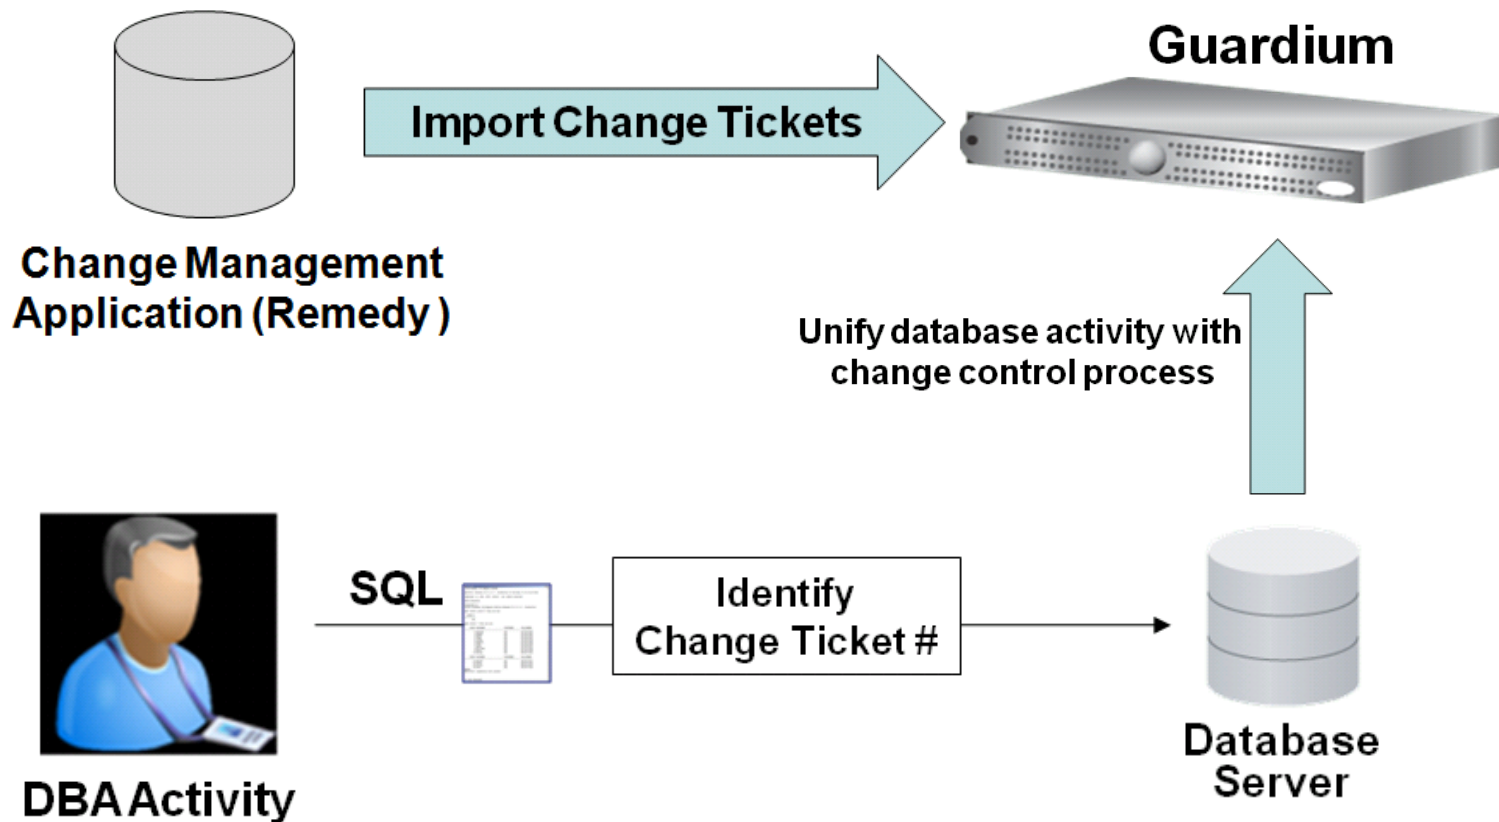 Guardium
Import Change Tickets
Change Management
Application (Remedy )
Unify database activity with
change control process
SQL
Identify
Change Ticket #
Database
Server
DBA Activity